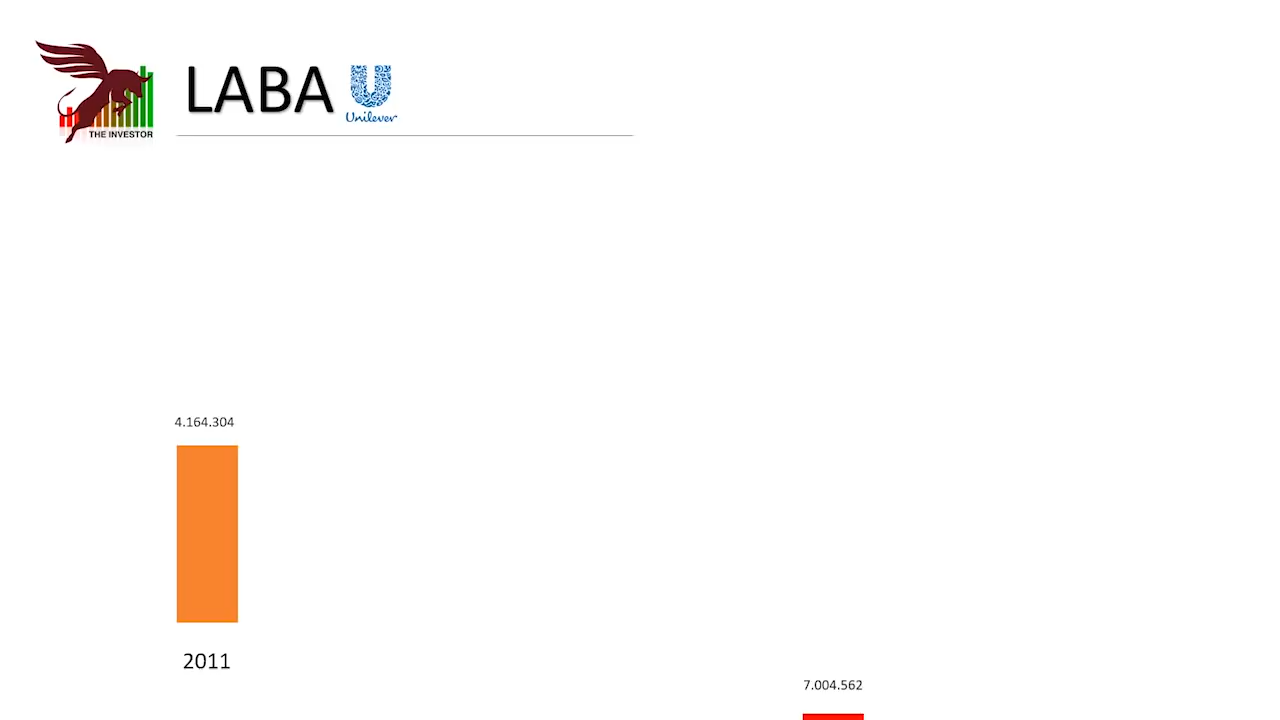 LABA
Unilever
THE INVESTOR
4.164.304
2011
7.004.562